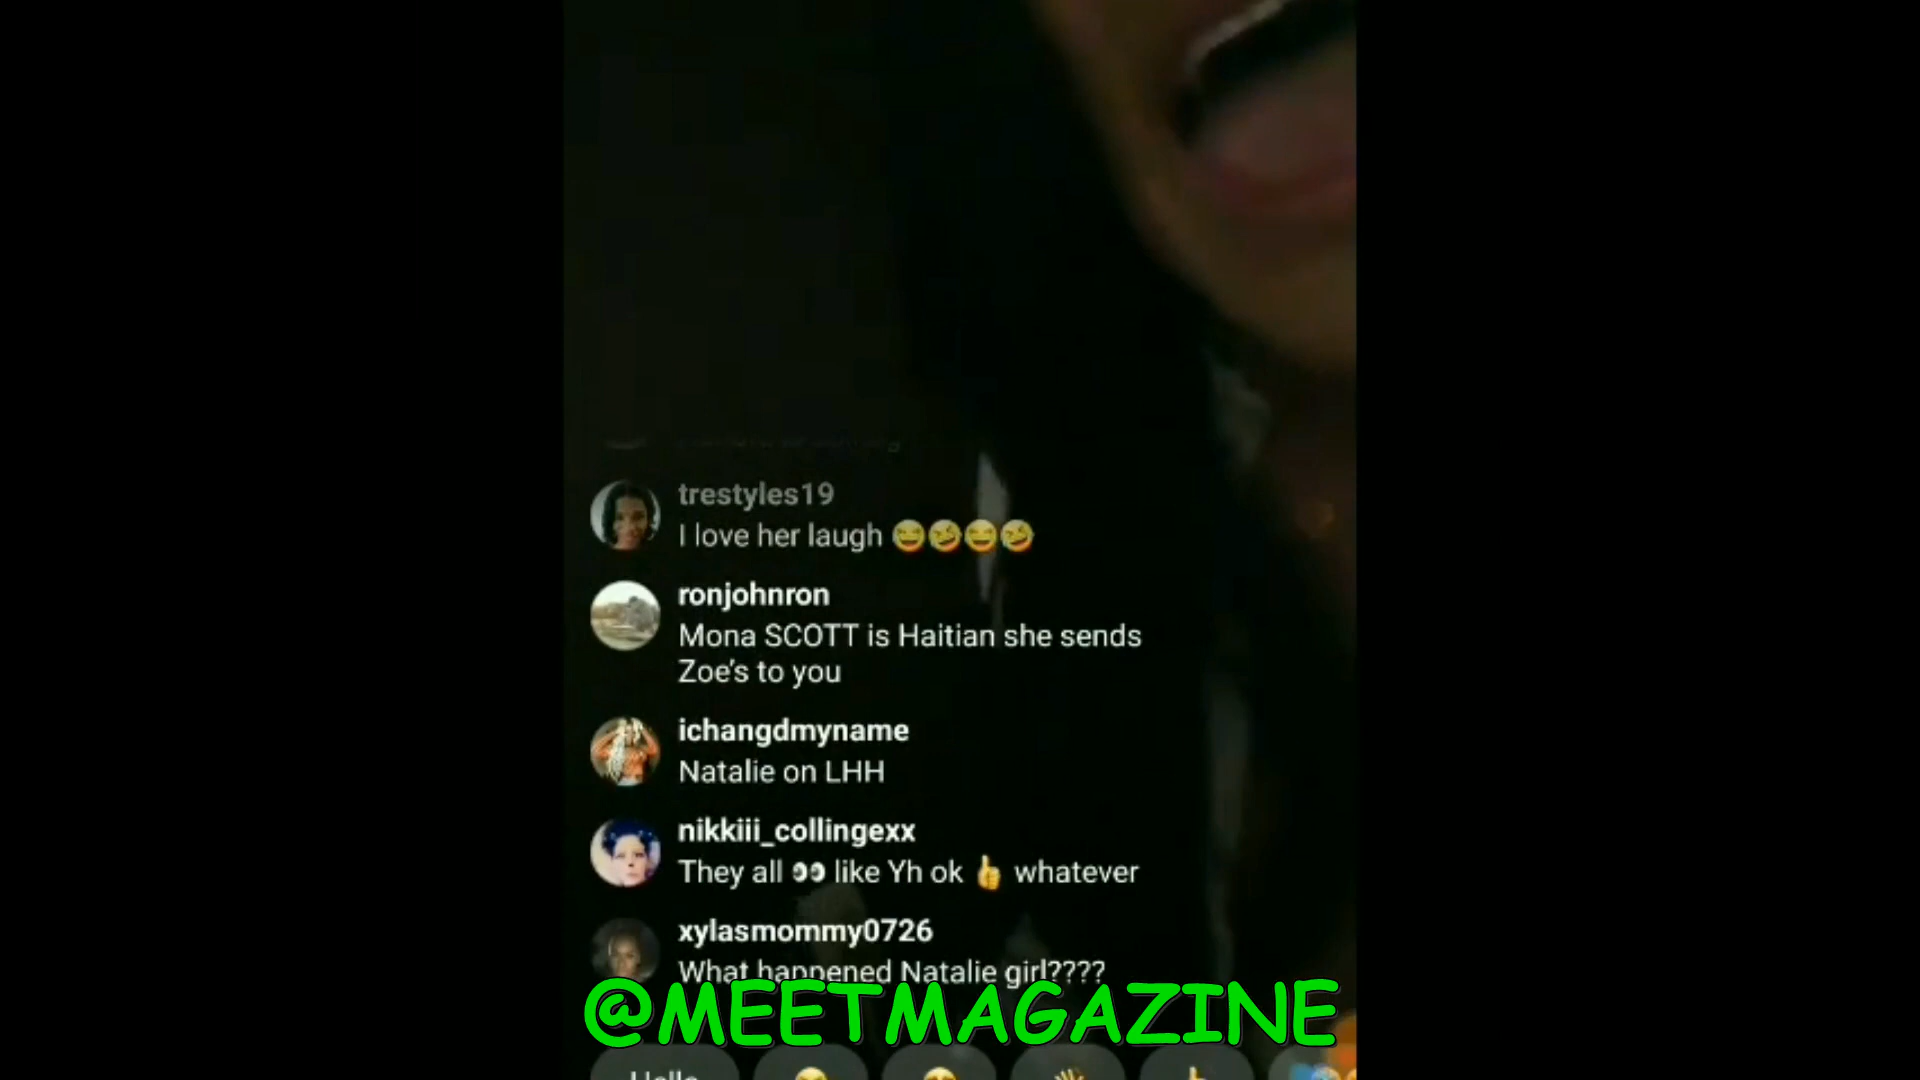 trestyles19
I love her laugh 😆🤣😆🤣
ronjohnron
Mona SCOTT is Haitian she sends
Zoe's to you
ichangdmyname
Natalie on LHH
nikkiii_collingexx
They all 👀 like Yh ok 👍 whatever
xylasmommy0726
What happened Natalie girl????
@MEETMAGAZINE
Hello